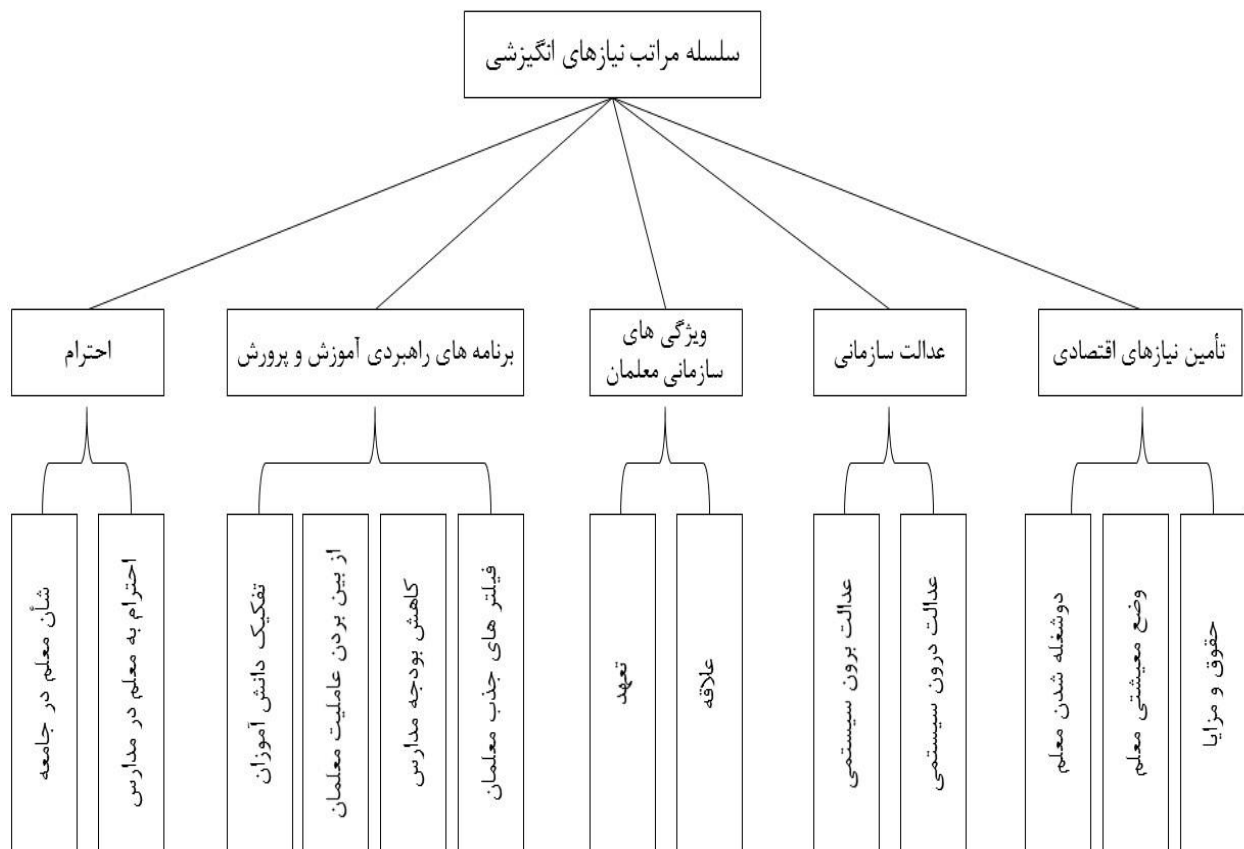 سلسله مراتب نیازهای انگیزشی
تأمین نیازهای اقتصادی
عدالت سازمانی
ویژگی های
سازمانی معلمان
برنامه های راهبردی آموزش و پرورش
احترام
حقوق و مزایا
وضع معیشتی معلم
دوشغله شدن معلم
عدالت درون سیستمی
عدالت برون سیستمی
علاقه
تعهد
فیلتر های جذب معلمان
کاهش بودجه مدارس
از بین بردن عاملیت معلمان
تفکیک دانش آموزان
احترام به معلم در مدارس
شأن معلم در جامعه